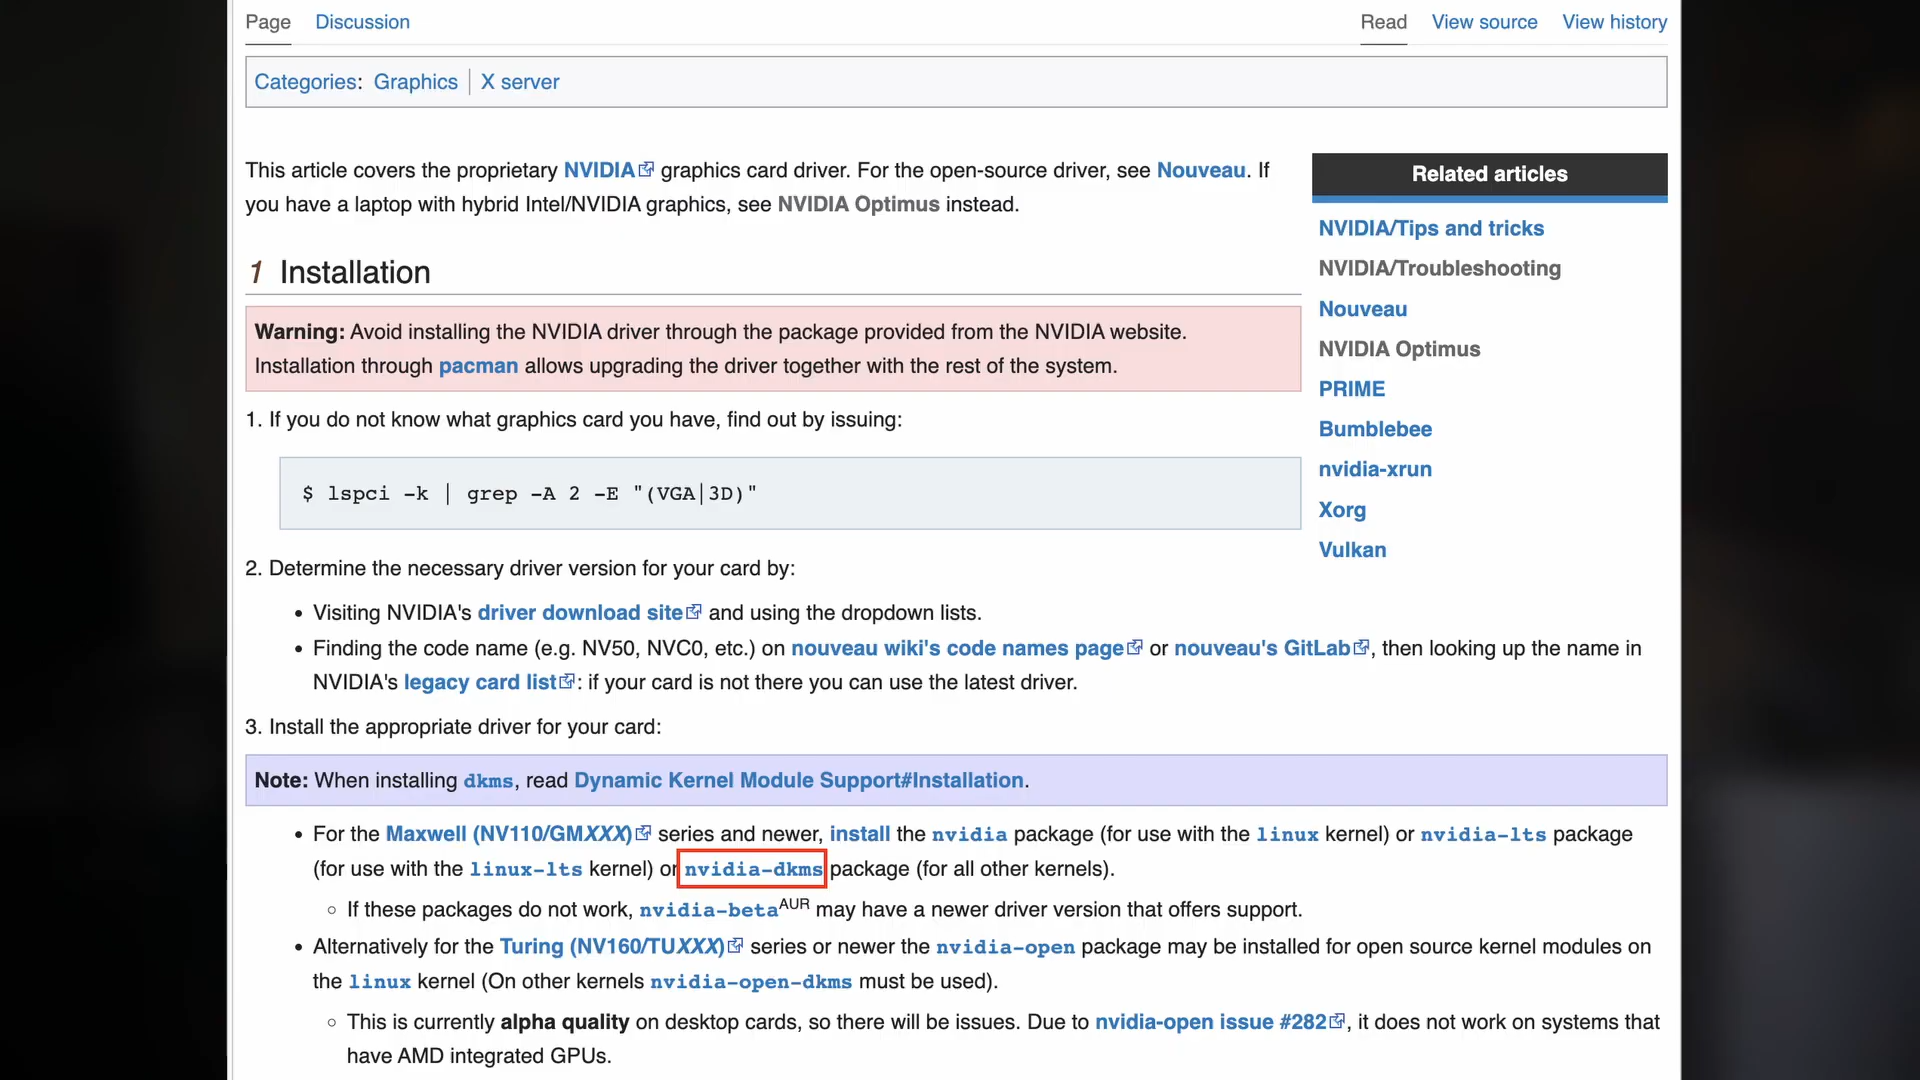 Page Discussion Read View source View history
Categories: Graphics | X server
This article covers the proprietary NVIDIA graphics card driver. For the open-source driver, see Nouveau. If
you have a laptop with hybrid Intel/NVIDIA graphics, see NVIDIA Optimus instead.
1 Installation
Warning: Avoid installing the NVIDIA driver through the package provided from the NVIDIA website.
Installation through pacman allows upgrading the driver together with the rest of the system.
1. If you do not know what graphics card you have, find out by issuing:
$ lspci -k | grep -A 2 -E "(VGA|3D)"
Related articles
NVIDIA/Tips and tricks
NVIDIA/Troubleshooting
Nouveau
NVIDIA Optimus
PRIME
Bumblebee
nvidia-xrun
Xorg
Vulkan
2. Determine the necessary driver version for your card by:
• Visiting NVIDIA's driver download site and using the dropdown lists.
• Finding the code name (e.g. NV50, NVC0, etc.) on nouveau wiki's code names page or nouveau's GitLab, then looking up the name in
NVIDIA's legacy card list: if your card is not there you can use the latest driver.
3. Install the appropriate driver for your card:
Note: When installing dkms, read Dynamic Kernel Module Support#Installation.
• For the Maxwell (NV110/GMXXX) series and newer, install the nvidia package (for use with the linux kernel) or nvidia-lts package
(for use with the linux-lts kernel) or nvidia-dkms package (for all other kernels).
◦ If these packages do not work, nvidia-betaAUR may have a newer driver version that offers support.
• Alternatively for the Turing (NV160/TUXXX) series or newer the nvidia-open package may be installed for open source kernel modules on
the linux kernel (On other kernels nvidia-open-dkms must be used).
◦ This is currently alpha quality on desktop cards, so there will be issues. Due to nvidia-open issue #282, it does not work on systems that
have AMD integrated GPUs.